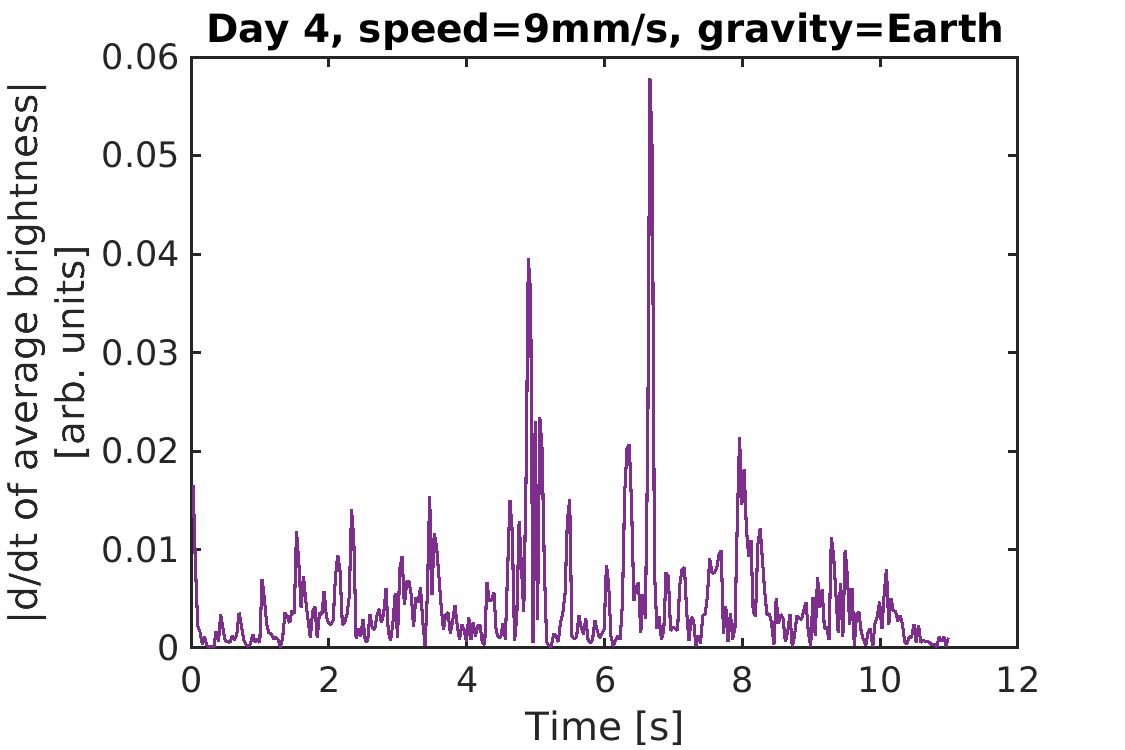 Day 4, speed=9mm/s, gravity=Earth
|d/dt of average brightness|
[arb. units]
0.06
0.05
0.04
0.03
0.02
0.01
0
0 2 4 6 8 10 12
Time [s]